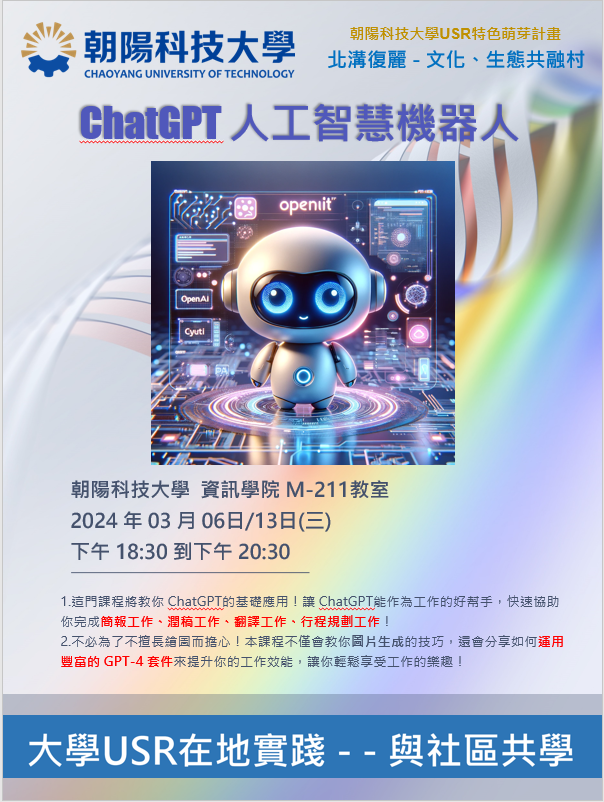 朝陽科技大學
CHAOYANG UNIVERSITY OF TECHNOLOGY
朝陽科技大學USR特色萌芽計畫
北溝復麗 - 文化、生態共融村
ChatGPT 人工智慧機器人
openiit
OpenAi
Cyuti
朝陽科技大學 資訊學院 M-211教室
2024 年 03 月 06日/13日(三)
下午 18:30 到下午 20:30
1.這門課程將教你 ChatGPT的基礎應用！讓 ChatGPT能作為工作的好幫手，快速協助
你完成簡報工作、潤稿工作、翻譯工作、行程規劃工作！
2.不必為了不擅長繪圖而擔心！本課程不僅會教你圖片生成的技巧，還會分享如何運用
豐富的 GPT-4 套件來提升你的工作效能，讓你輕鬆享受工作的樂趣！
大學USR在地實踐 - - 與社區共學